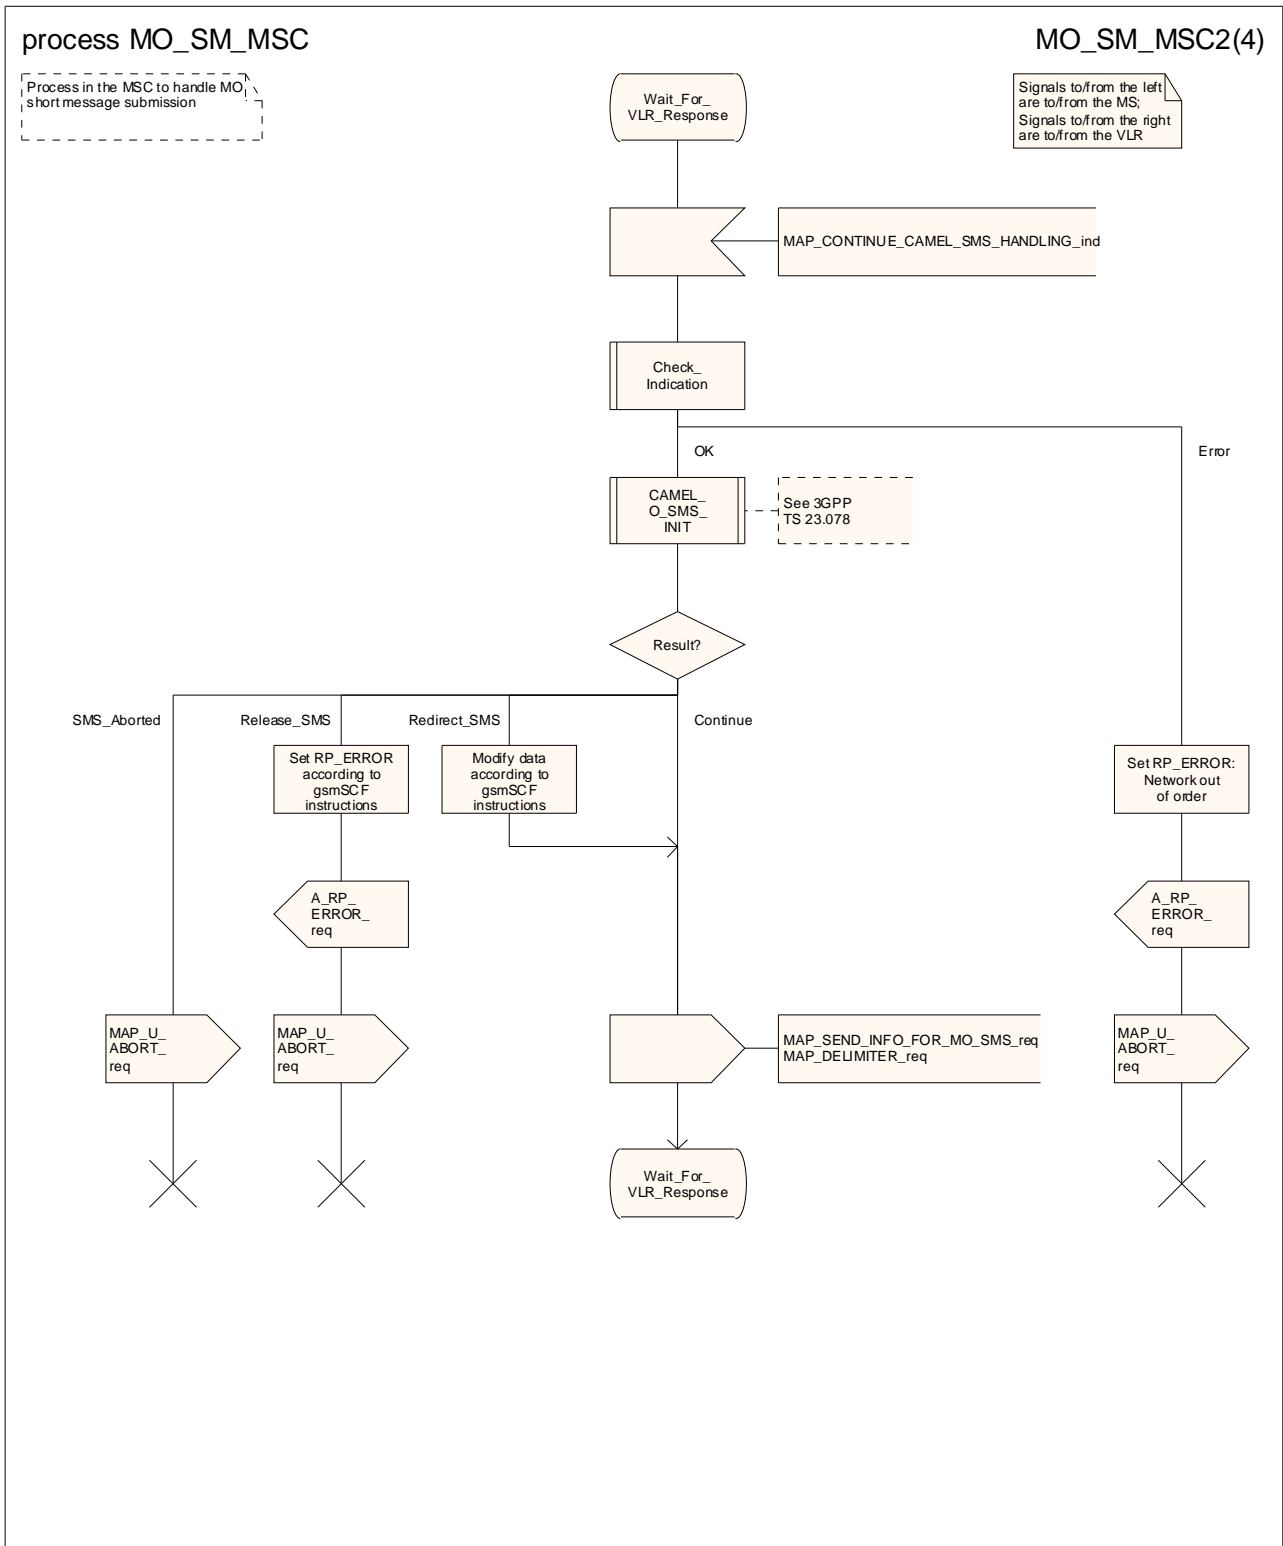 process MO_SM_MSC
MO_SM_MSC2(4)
Process in the MSC to handle MO
short message submission
Wait_For_
VLR_Response
Signals to/from the left
are to/from the MS;
Signals to/from the right
are to/from the VLR
MAP_CONTINUE_CAMEL_SMS_HANDLING_ind
Check_
Indication
OK
Error
CAMEL_
O_SMS_
INIT
See 3GPP
TS 23.078
Result?
SMS_Aborted
Release_SMS
Redirect_SMS
Continue
Set RP_ERROR
according to
gsmSCF
instructions
Modify data
according to
gsmSCF
instructions
Set RP_ERROR:
Network out
of order
A_RP_
ERROR_
req
A_RP_
ERROR_
req
MAP_U_
ABORT_
req
MAP_U_
ABORT_
req
MAP_SEND_INFO_FOR_MO_SMS_req
MAP_DELIMITER_req
MAP_U_
ABORT_
req
Wait_For_
VLR_Response